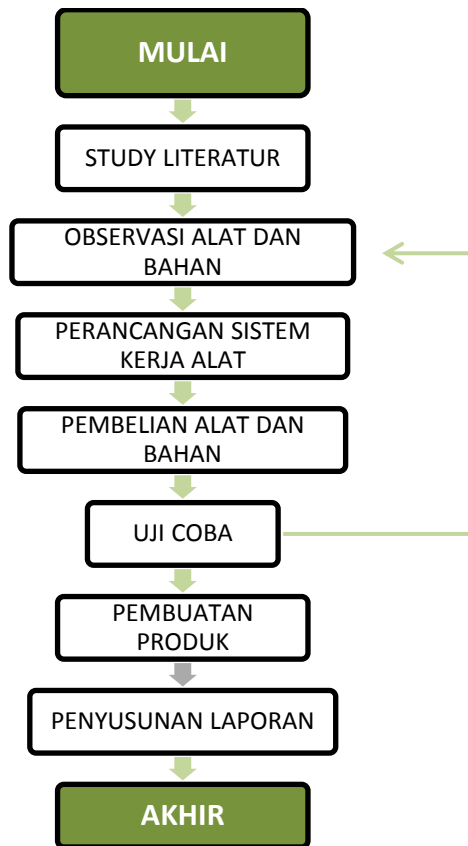 MULAI
STUDY LITERATUR
OBSERVASI ALAT DAN
BAHAN
PERANCANGAN SISTEM
KERJA ALAT
PEMBELIAN ALAT DAN
BAHAN
UJI COBA
PEMBUATAN
PRODUK
PENYUSUNAN LAPORAN
AKHIR